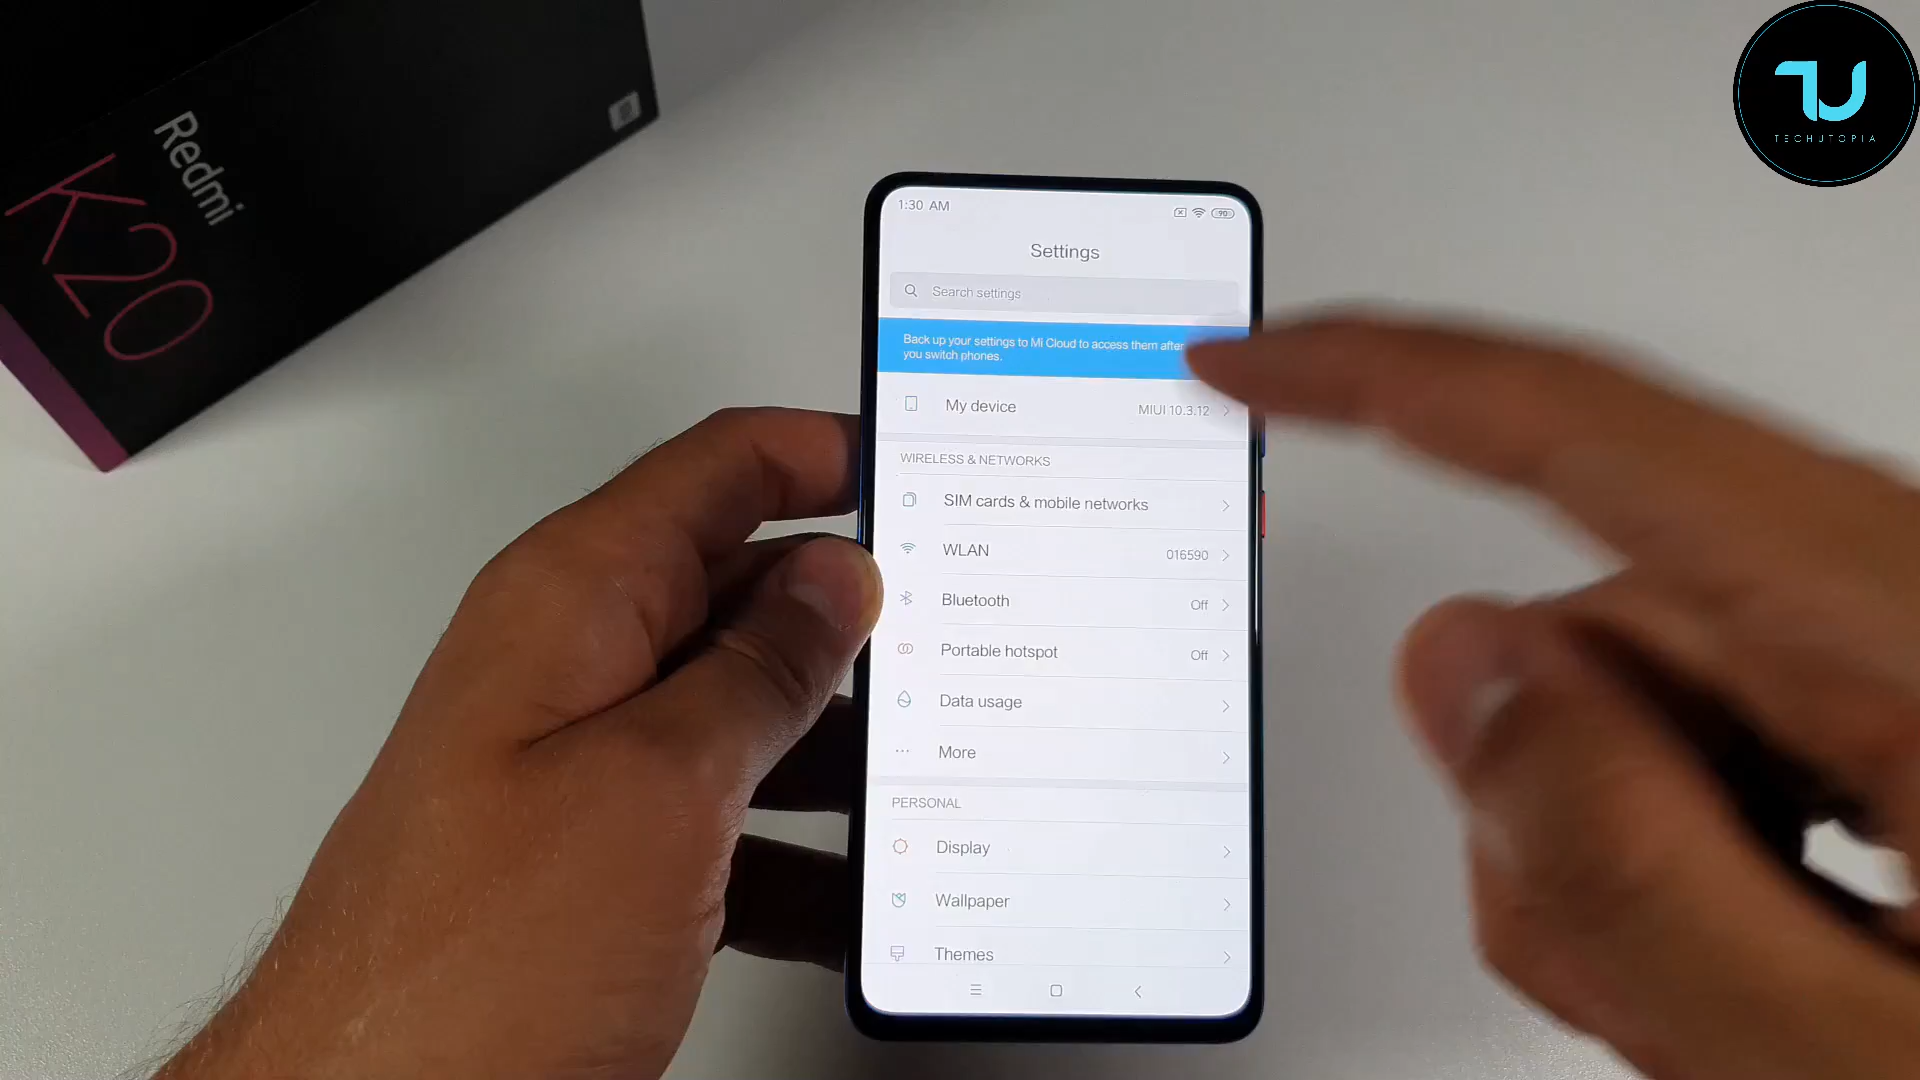 TECHUTOPIA
Redmi
K20
1:30 AM
90
Settings
Search settings
Back up your settings to Mi Cloud to access them after
you switch phones.
My device MIUI 10.3.12
WIRELESS & NETWORKS
SIM cards & mobile networks
WLAN 016590
Bluetooth Off
Portable hotspot Off
Data usage
More
PERSONAL
Display
Wallpaper
Themes